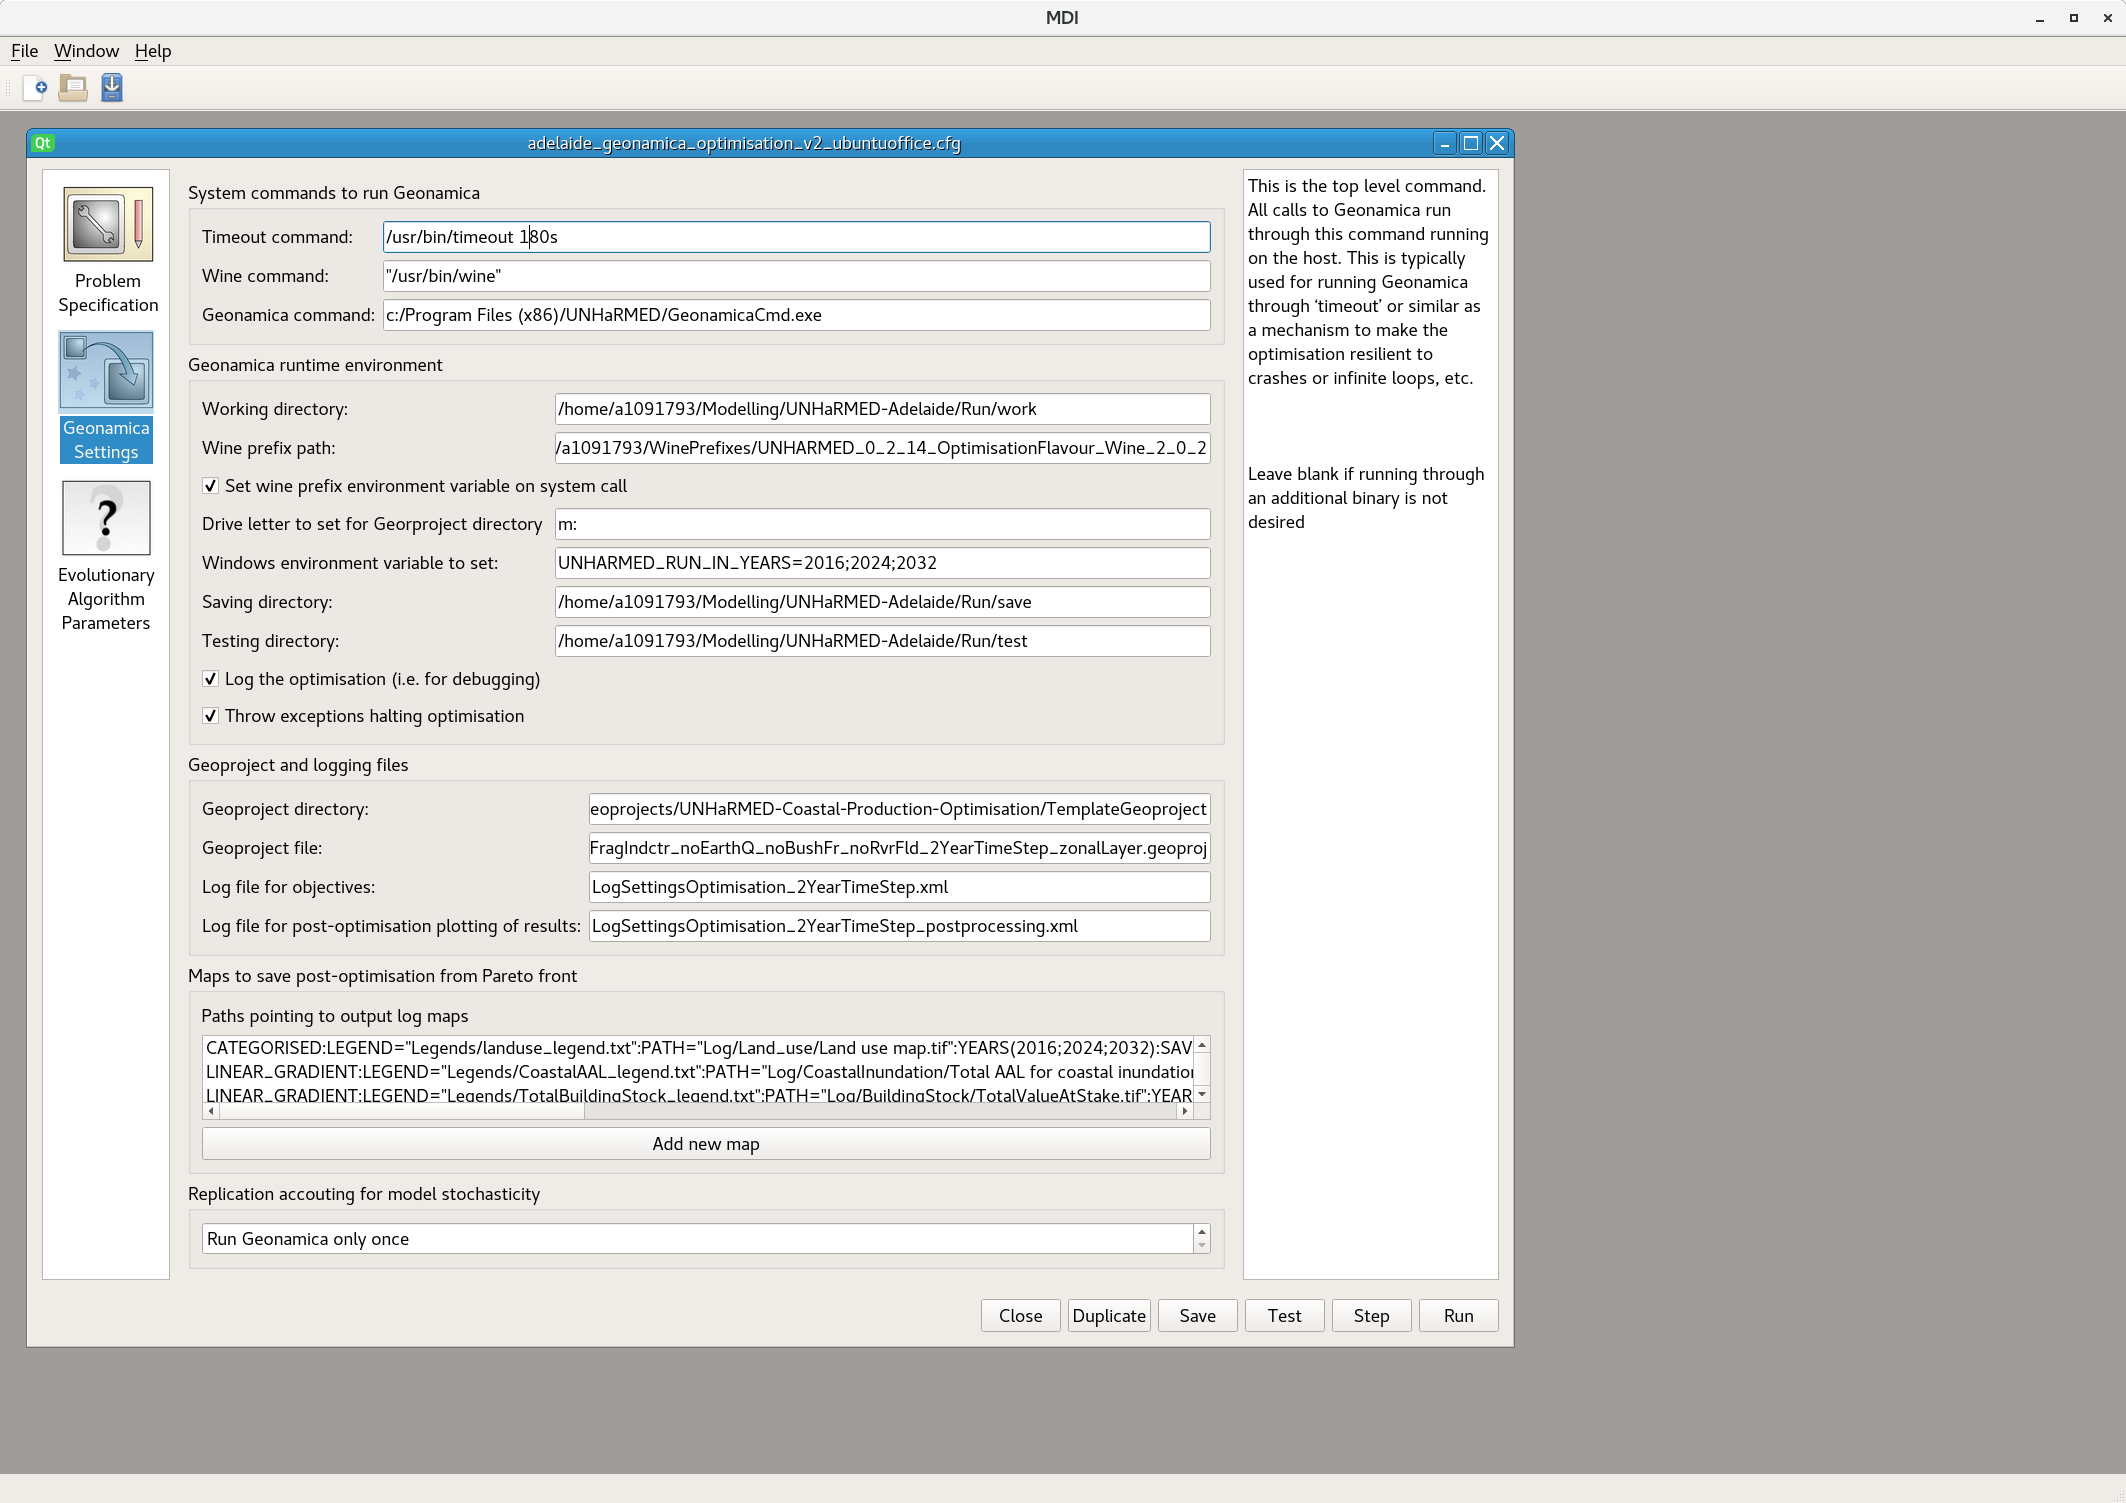 MDI
File Window Help
Qt adelaide_geonamica_optimisation_v2_ubuntuoffice.cfg
Problem
Specification
Geonamica
Settings
?
Evolutionary
Algorithm
Parameters
System commands to run Geonamica
Timeout command: /usr/bin/timeout 180s
Wine command: "/usr/bin/wine"
Geonamica command: c:/Program Files (x86)/UNHaRMED/GeonamicaCmd.exe
Geonamica runtime environment
Working directory: /home/a1091793/Modelling/UNHaRMED-Adelaide/Run/work
Wine prefix path: /a1091793/WinePrefixes/UNHARMED_0_2_14_OptimisationFlavour_Wine_2_0_2
Set wine prefix environment variable on system call
Drive letter to set for Georproject directory m:
Windows environment variable to set: UNHARMED_RUN_IN_YEARS=2016;2024;2032
Saving directory: /home/a1091793/Modelling/UNHaRMED-Adelaide/Run/save
Testing directory: /home/a1091793/Modelling/UNHaRMED-Adelaide/Run/test
Log the optimisation (i.e. for debugging)
Throw exceptions halting optimisation
Geoproject and logging files
Geoproject directory: eoprojects/UNHaRMED-Coastal-Production-Optimisation/TemplateGeoproject
Geoproject file: FragIndctr_noEarthQ_noBushFr_noRvrFld_2YearTimeStep_zonalLayer.geoproj
Log file for objectives: LogSettingsOptimisation_2YearTimeStep.xml
Log file for post-optimisation plotting of results: LogSettingsOptimisation_2YearTimeStep_postprocessing.xml
Maps to save post-optimisation from Pareto front
Paths pointing to output log maps
CATEGORISED:LEGEND="Legends/landuse_legend.txt":PATH="Log/Land_use/Land use map.tif":YEARS(2016;2024;2032):SAV
LINEAR_GRADIENT:LEGEND="Legends/CoastalAAL_legend.txt":PATH="Log/CoastalInundation/Total AAL for coastal inundation
LINEAR_GRADIENT:LEGEND="Legends/TotalBuildingStock_legend.txt":PATH="Log/BuildingStock/TotalValueAtStake.tif":YEAR
Add new map
Replication accouting for model stochasticity
Run Geonamica only once
This is the top level command.
All calls to Geonamica run
through this command running
on the host. This is typically
used for running Geonamica
through ‘timeout’ or similar as
a mechanism to make the
optimisation resilient to
crashes or infinite loops, etc.
Leave blank if running through
an additional binary is not
desired
Close Duplicate Save Test Step Run